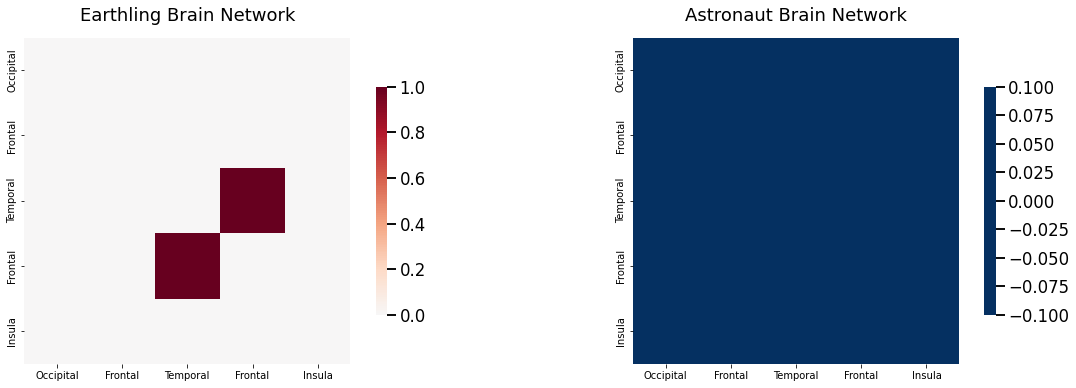 Earthling Brain Network
Occipital
Frontal
Temporal
Frontal
Insula
Occipital Frontal Temporal Frontal Insula
1.0
0.8
0.6
0.4
0.2
0.0
Astronaut Brain Network
Occipital
Frontal
Temporal
Frontal
Insula
Occipital Frontal Temporal Frontal Insula
0.100
0.075
0.050
0.025
0.000
−0.025
−0.050
−0.075
−0.100